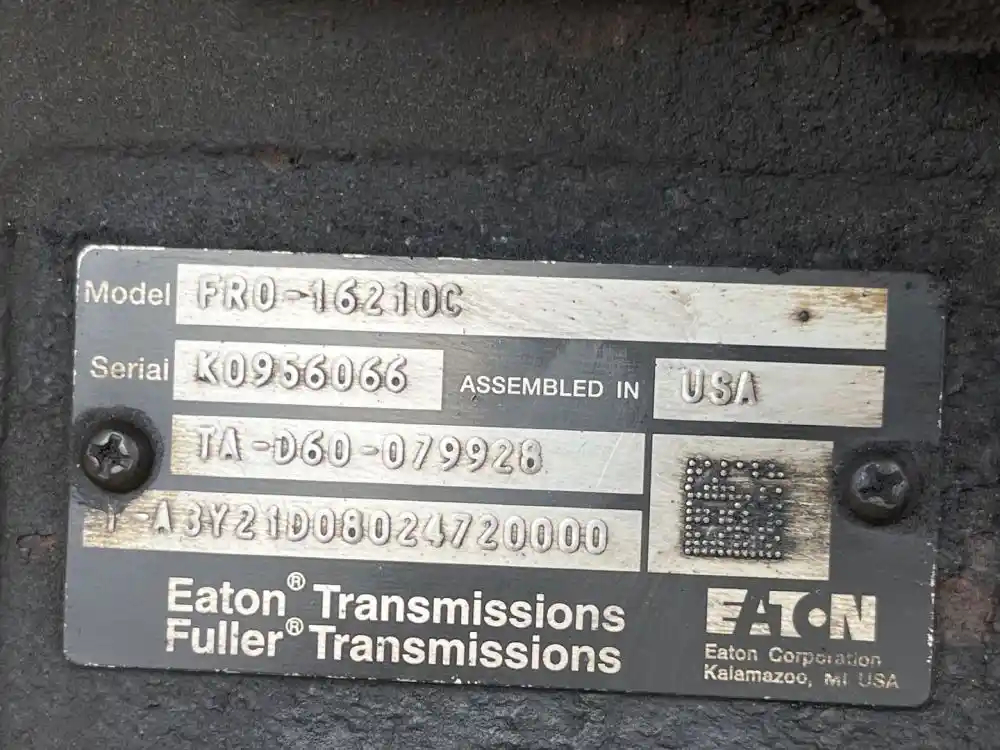 Model FRO-16210C
Serial K0956066 ASSEMBLED IN USA
TA-D60-079928
T-A3Y21D08024720000
Eaton® Transmissions
Fuller® Transmissions
EATON
Eaton Corporation
Kalamazoo, MI USA